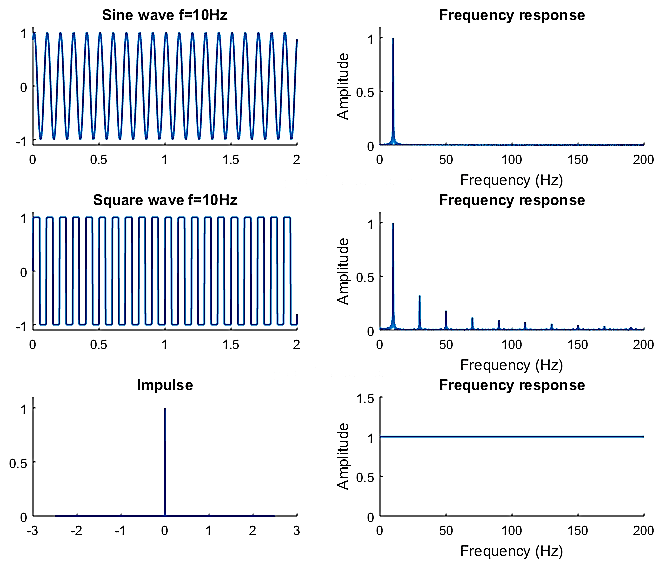 Sine wave f=10Hz
1
0
-1
0 0.5 1 1.5 2
Frequency response
Amplitude
1
0.5
0
0 50 100 150 200
Frequency (Hz)
Square wave f=10Hz
1
0
-1
0 0.5 1 1.5 2
Frequency response
Amplitude
1
0.5
0
0 50 100 150 200
Frequency (Hz)
Impulse
1
0.5
0
-3 -2 -1 0 1 2 3
Frequency response
Amplitude
1.5
1
0.5
0
0 50 100 150 200
Frequency (Hz)